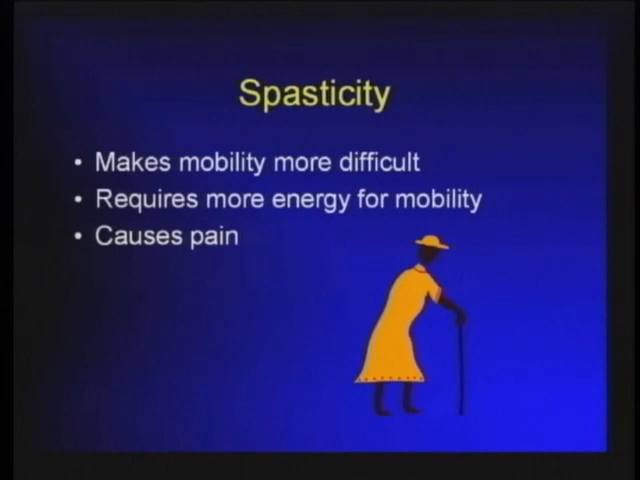 Spasticity
• Makes mobility more difficult
• Requires more energy for mobility
• Causes pain